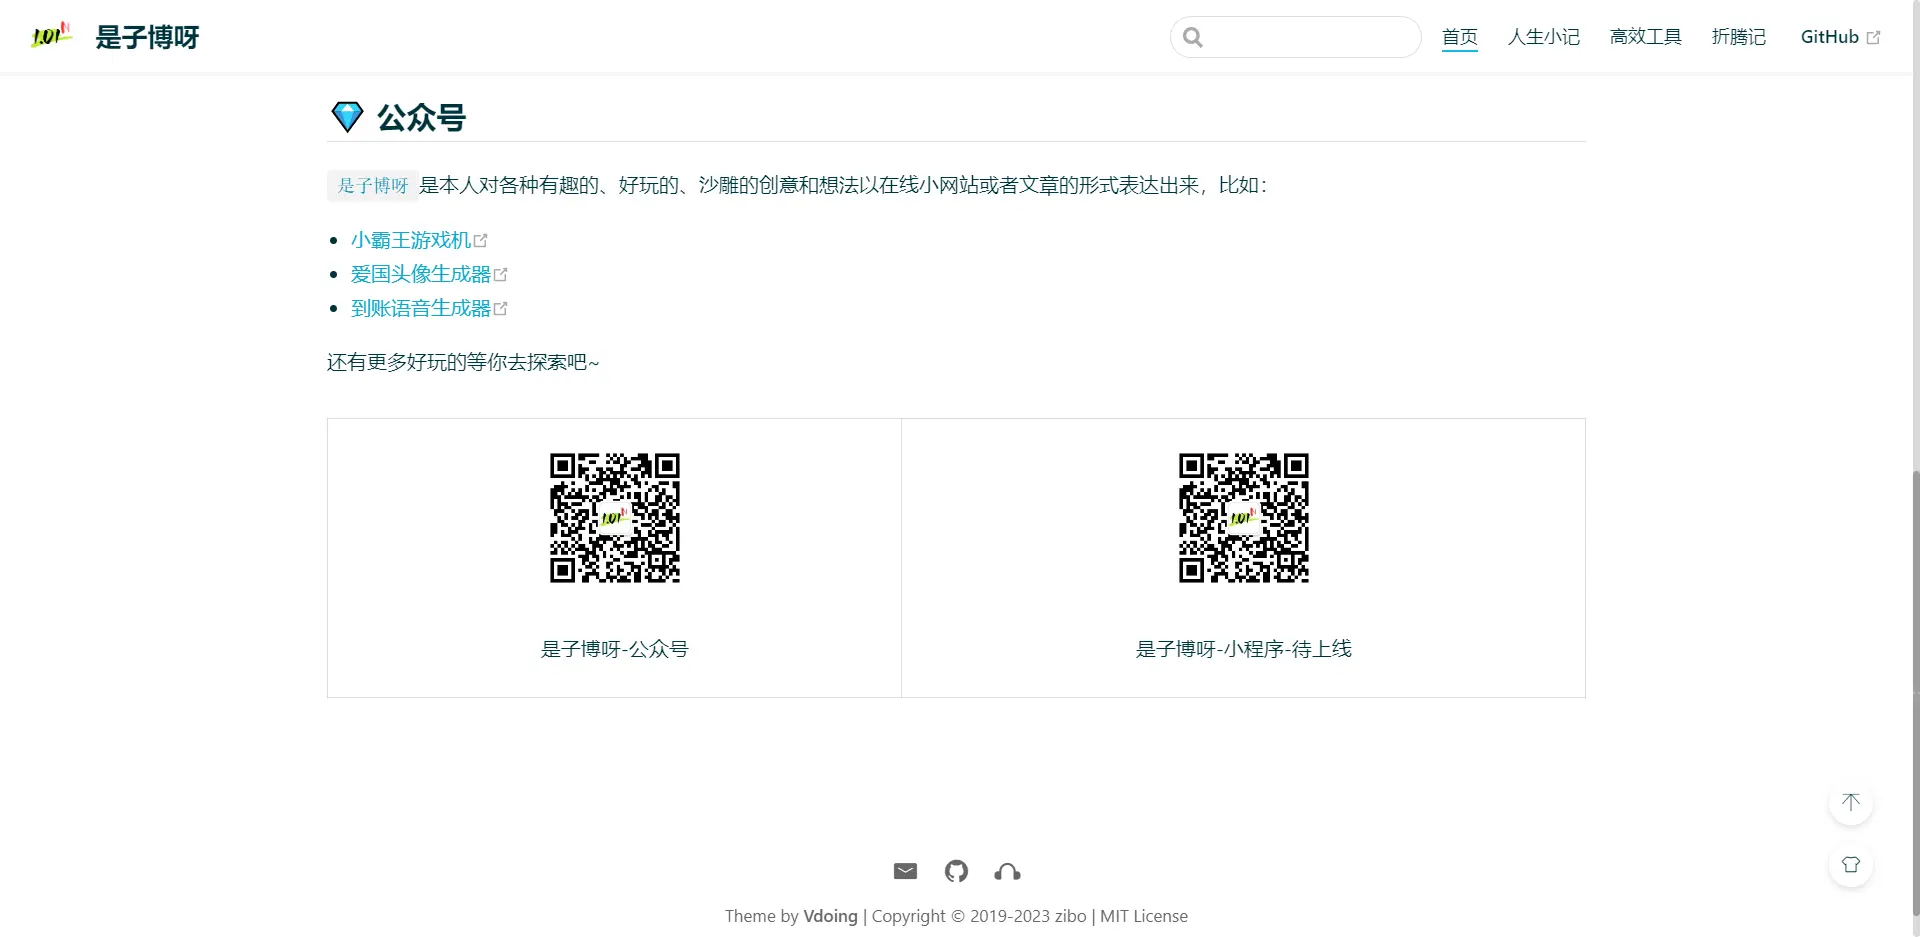 1.01ᴺ 是子博呀
首页 人生小记 高效工具 折腾记 GitHub
公众号
是子博呀 是本人对各种有趣的、好玩的、沙雕的创意和想法以在线小网站或者文章的形式表达出来，比如：
小霸王游戏机
爱国头像生成器
到账语音生成器
还有更多好玩的等你去探索吧~
是子博呀-公众号
是子博呀-小程序-待上线
Theme by Vdoing | Copyright © 2019-2023 zibo | MIT License